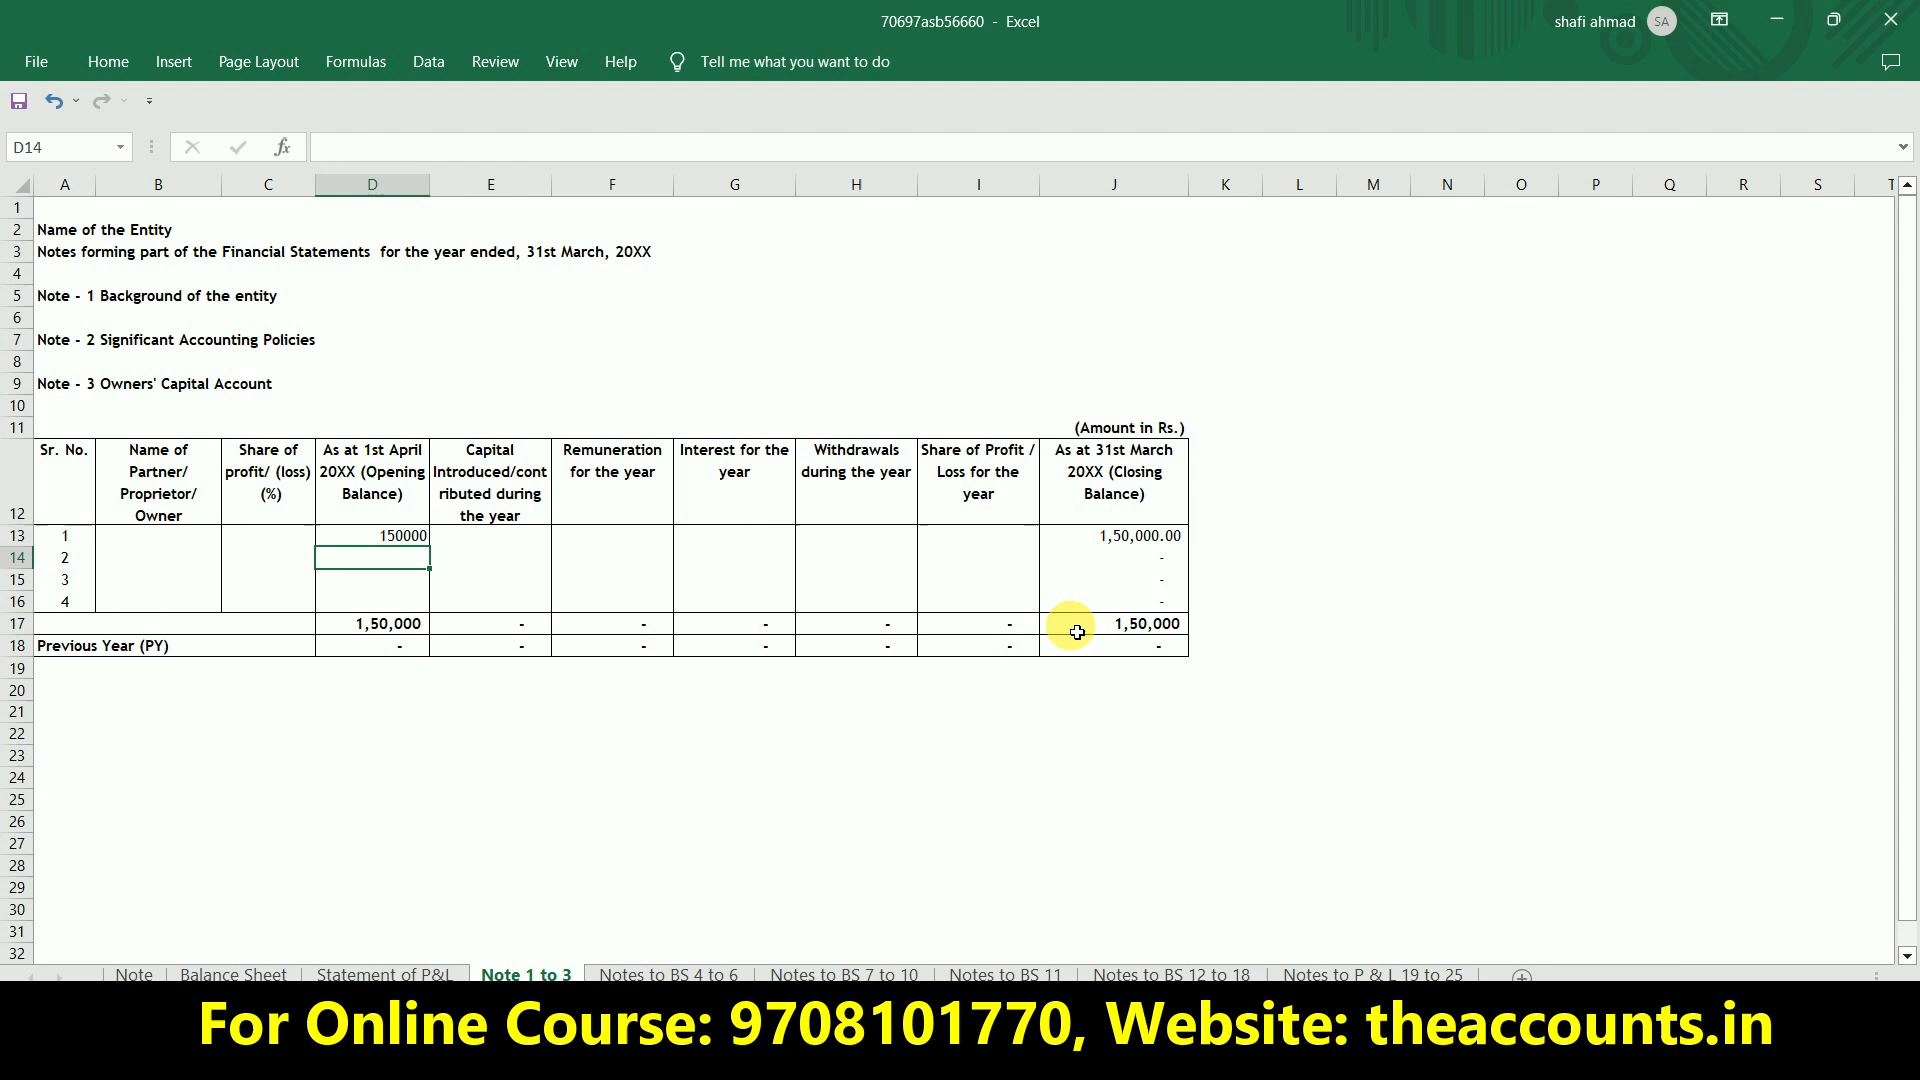 70697asb56660 - Excel
shafi ahmad SA
File Home Insert Page Layout Formulas Data Review View Help Tell me what you want to do
D14 fx
A B C D E F G H I J K L M N O P Q R S T
1
2 Name of the Entity
3 Notes forming part of the Financial Statements for the year ended, 31st March, 20XX
4
5 Note - 1 Background of the entity
6
7 Note - 2 Significant Accounting Policies
8
9 Note - 3 Owners' Capital Account
10
11 (Amount in Rs.)
Sr. No. Name of Share of As at 1st April Capital Remuneration Interest for the Withdrawals Share of Profit / As at 31st March
Partner/ profit/ (loss) 20XX (Opening Introduced/cont for the year year during the year Loss for the 20XX (Closing
Proprietor/ (%) Balance) ributed during year Balance)
12 Owner the year
13 1 150000 1,50,000.00
14 2 -
15 3 -
16 4 -
17 1,50,000 - - - - - 1,50,000
18 Previous Year (PY) - - - - - - -
19
20
21
22
23
24
25
26
27
28
29
30
31
32
Note Balance Sheet Statement of P&L Note 1 to 3 Notes to BS 4 to 6 Notes to BS 7 to 10 Notes to BS 11 Notes to BS 12 to 18 Notes to P & L 19 to 25
For Online Course: 9708101770, Website: theaccounts.in